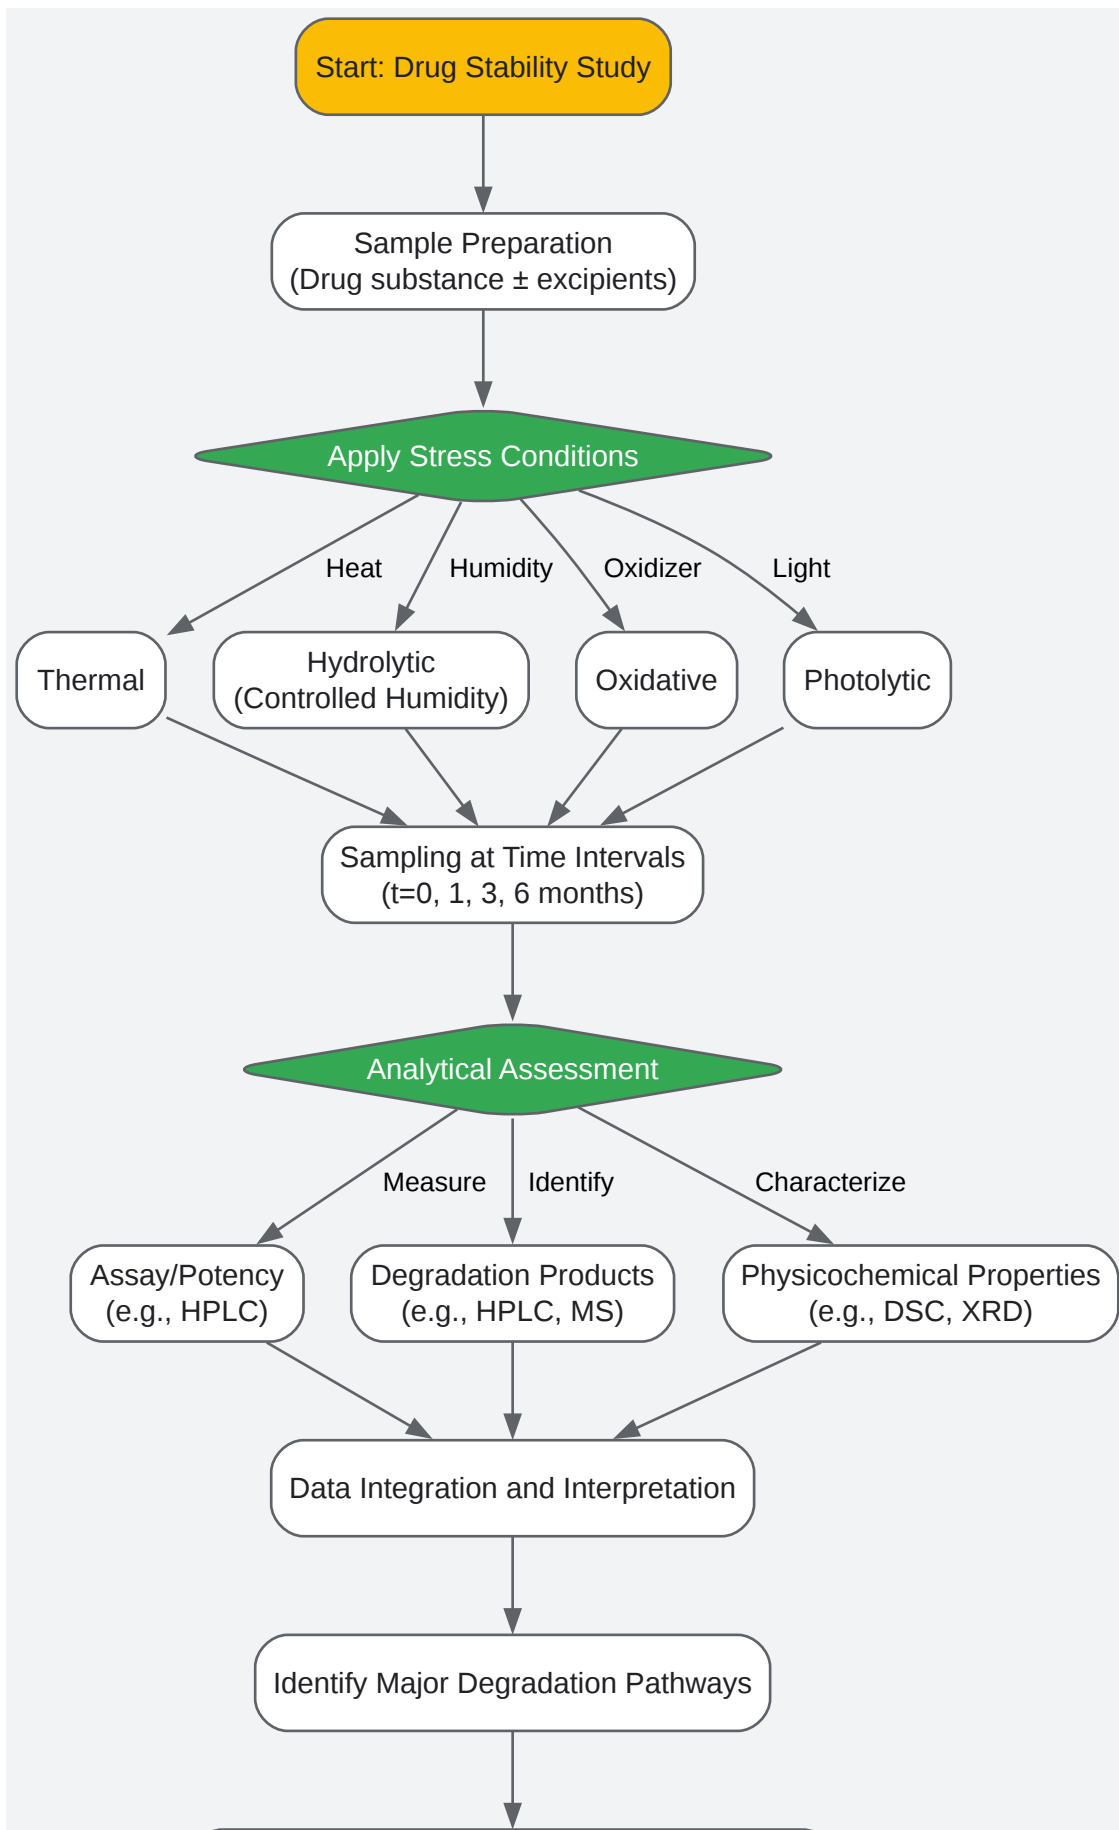 Start: Drug Stability Study
Sample Preparation
(Drug substance ± excipients)
Apply Stress Conditions
Heat
Humidity
Oxidizer
Light
Thermal
Hydrolytic
(Controlled Humidity)
Oxidative
Photolytic
Sampling at Time Intervals
(t=0, 1, 3, 6 months)
Analytical Assessment
Measure
Identify
Characterize
Assay/Potency
(e.g., HPLC)
Degradation Products
(e.g., HPLC, MS)
Physicochemical Properties
(e.g., DSC, XRD)
Data Integration and Interpretation
Identify Major Degradation Pathways